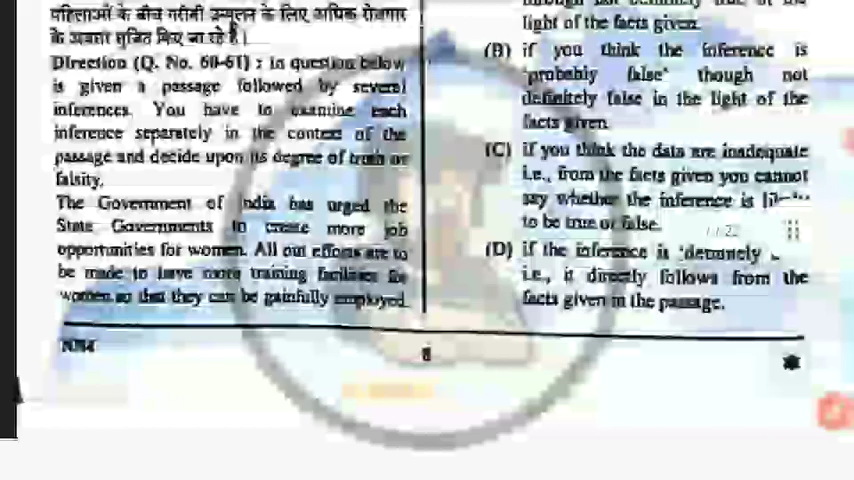 महिलाओं के बीच गरीबी उन्मूलन के लिए अधिक रोजगार
के अवसर सृजित किए जा रहे हैं।
Direction (Q. No. 60-61) : In question below
is given a passage followed by several
inferences. You have to examine each
inference separately in the context of the
passage and decide upon its degree of truth or
falsity.
The Government of India has urged the
State Governments to create more job
opportunities for women. All out efforts are to
be made to have more training facilities for
women so that they can be gainfully employed.
light of the facts given.
(B) if you think the inference is
'probably false' though not
definitely false in the light of the
facts given
(C) if you think the data are inadequate
i.e., from the facts given you cannot
say whether the inference is
to be true or false.
(D) if the inference is 'definitely
i.e., it directly follows from the
facts given in the passage.
6